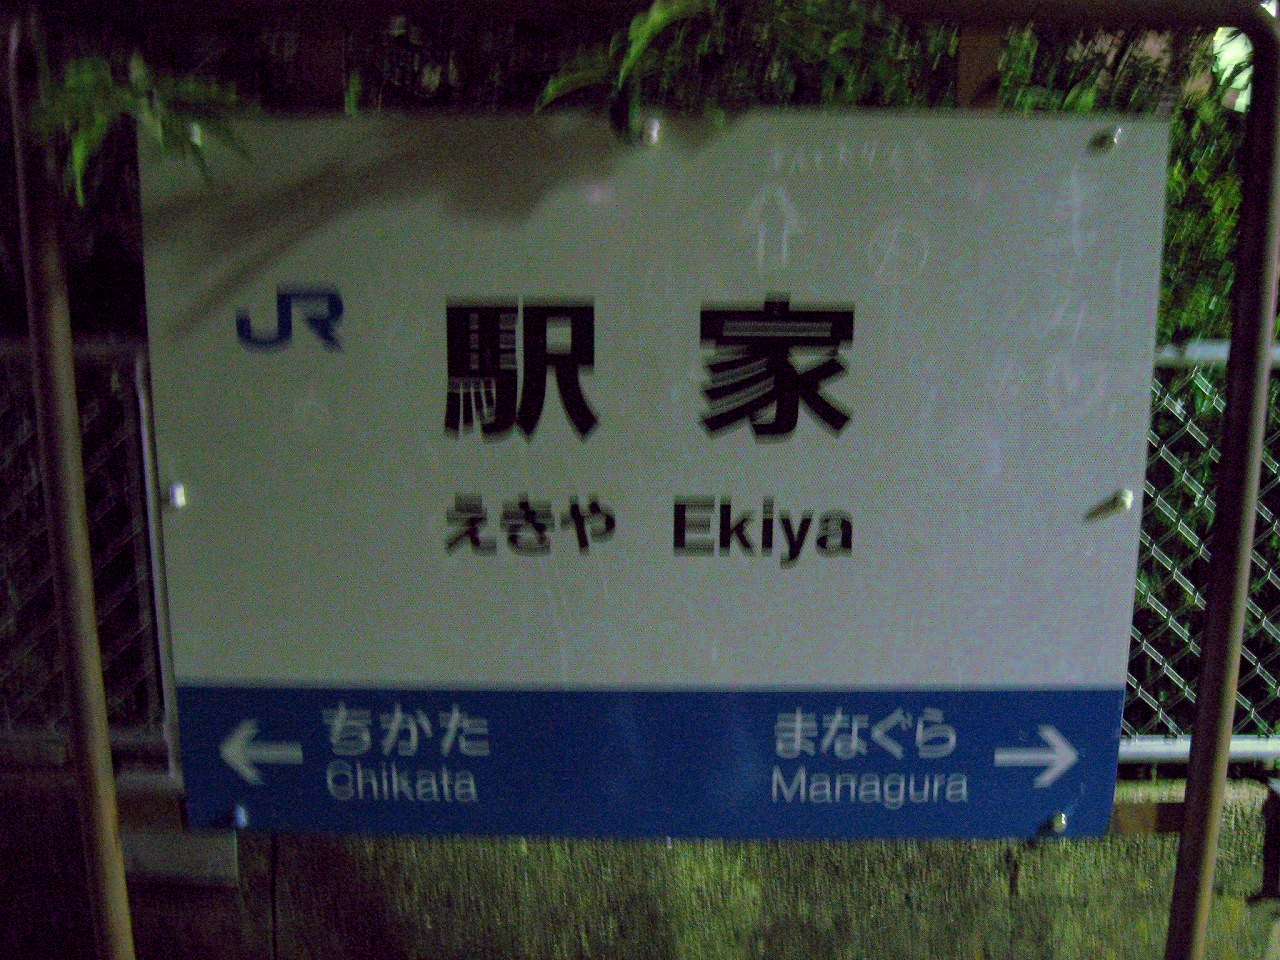 JR
駅家
えきや Ekiya
← ちかた まなぐら →
Chikata Managura